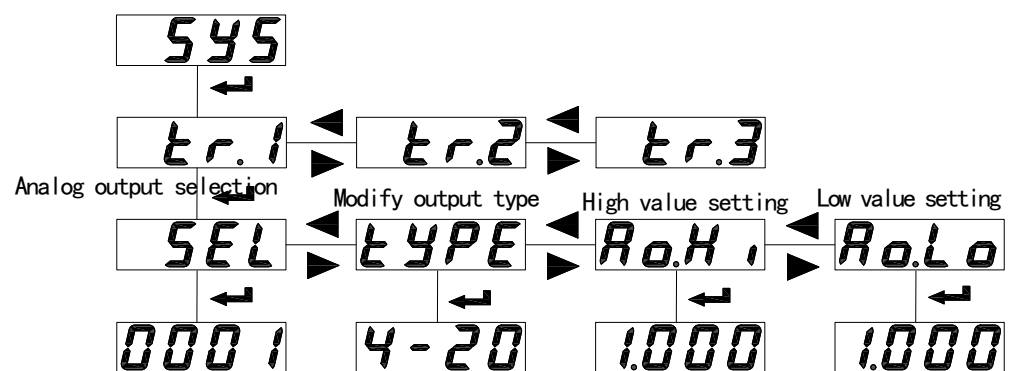 SYS
tr.1 tr.2 tr.3
Analog output selection
Modify output type
High value setting
Low value setting
SEL tYPE Ao.Hi Ao.Lo
0001 4-20 1.000 1.000